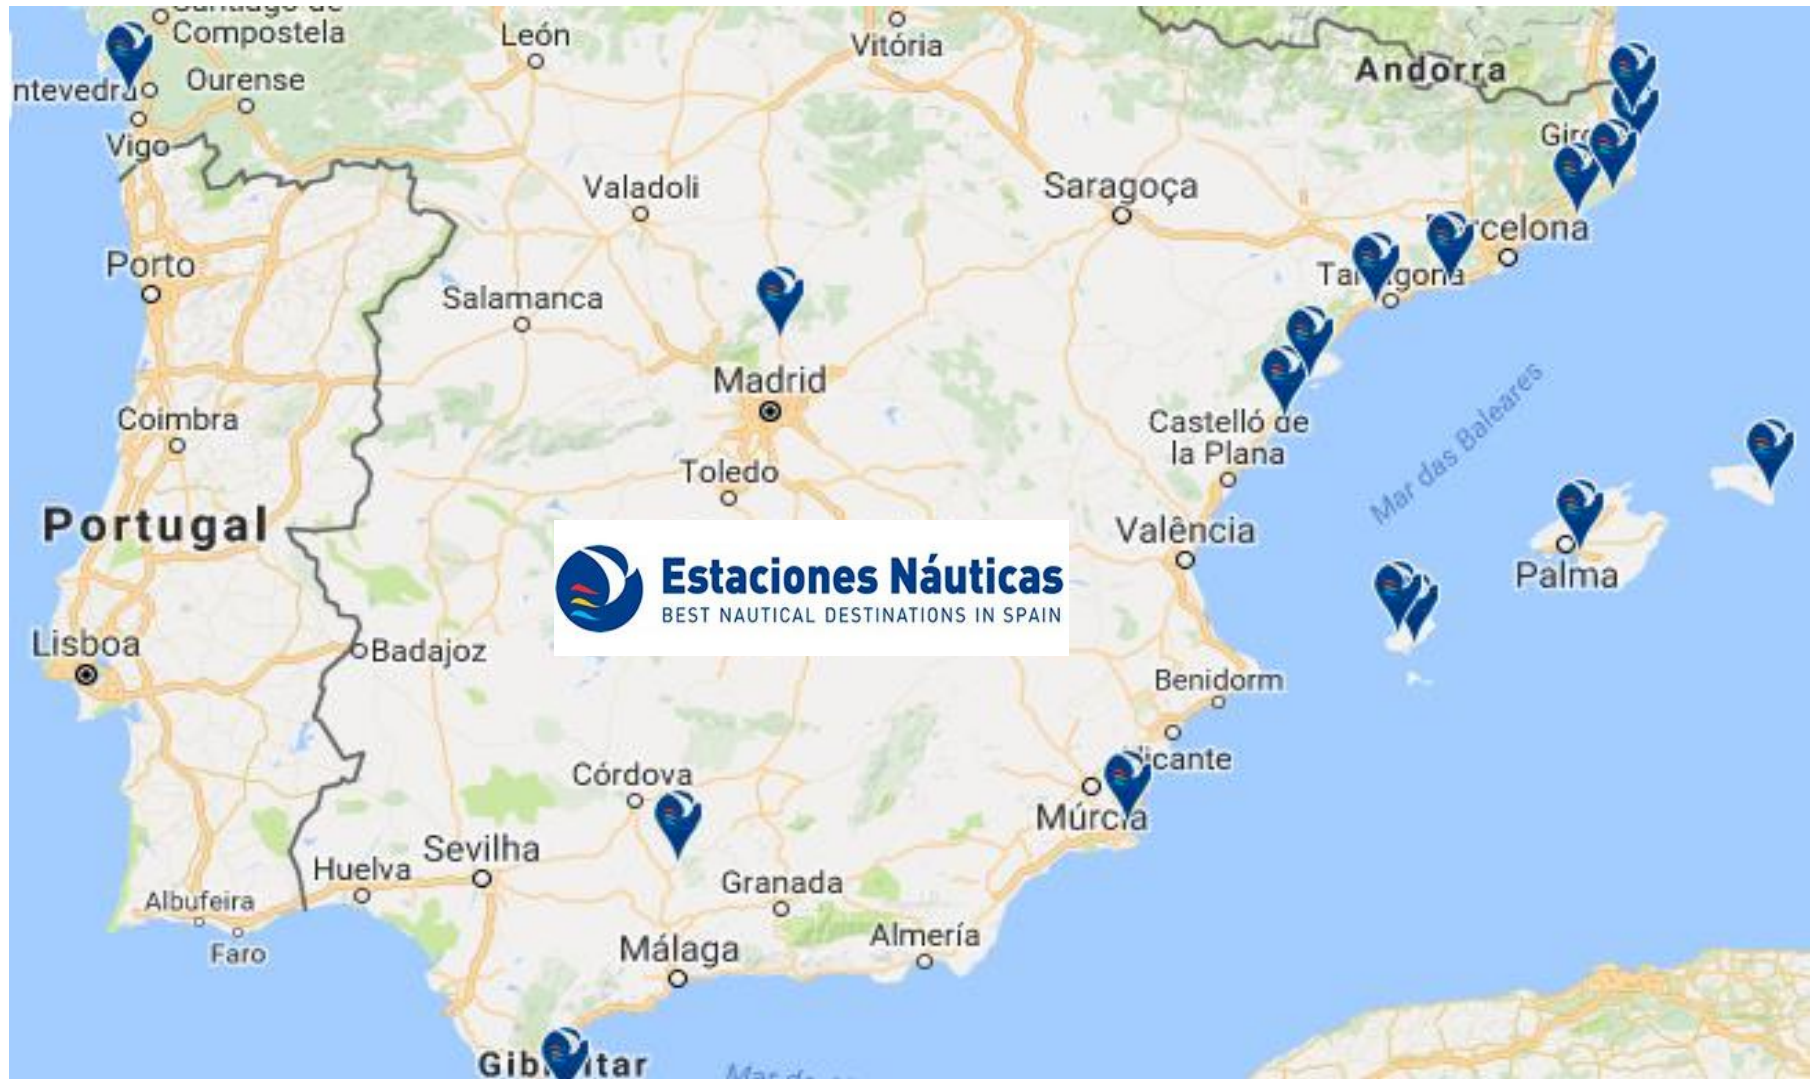 Compostela
León
Vitória
Andorra
Ourense
Vigo
Valadoli
Saragoça
Porto
Salamanca
Madrid
Coimbra
Castelló de
la Plana
Toledo
Mar das Baleares
Portugal
Valência
Palma
Estaciones Náuticas
BEST NAUTICAL DESTINATIONS IN SPAIN
Lisboa
Badajoz
Benidorm
Córdova
Múrcia
Sevilha
Huelva
Granada
Albufeira
Faro
Málaga
Almería